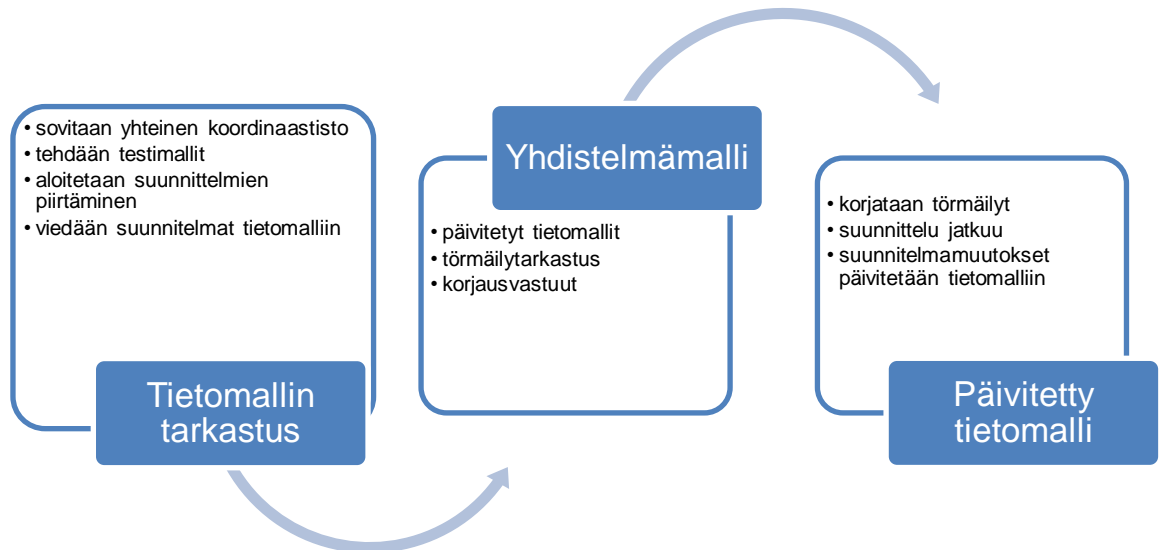 • sovitaan yhteinen koordinaastisto
• tehdään testimallit
• aloitetaan suunnittelmien
piirtäminen
• viedään suunnitelmat tietomalliin
Tietomallin
tarkastus
Yhdistelmämalli
• päivitetyt tietomallit
• törmäilytarkastus
• korjausvastuut
• korjataan törmäilyt
• suunnittelu jatkuu
• suunnitelmamuutokset
päivitetään tietomalliin
Päivitetty
tietomalli